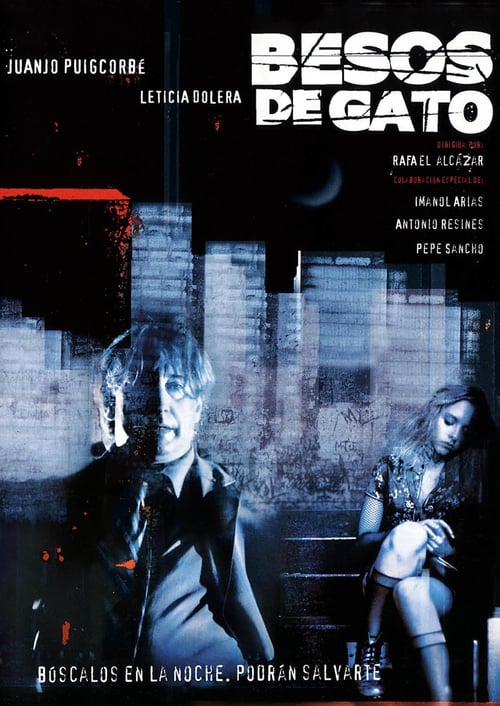 JUANJO PUIGCORBÉ
LETICIA DOLERA
BESOS
DE GATO
DIRIGIDA POR:
RAFAEL ALCÁZAR
COLABORACION ESPECIAL DE:
IMANOL ARIAS
ANTONIO RESINES
PEPE SANCHO
BÚSCALOS EN LA NOCHE. PODRÁN SALVARTE